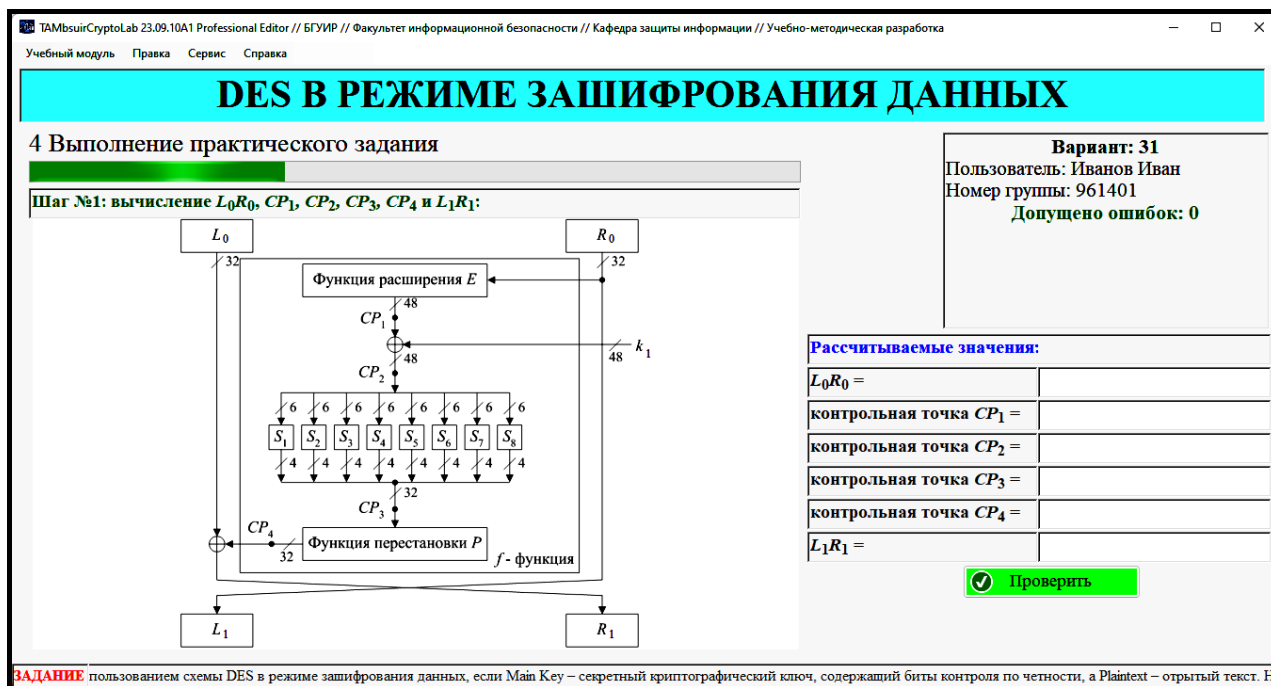 TAMbsuirCryptoLab 23.09.10A1 Professional Editor // БГУИР // Факультет информационной безопасности // Кафедра защиты информации // Учебно-методическая разработка
Учебный модуль Правка Сервис Справка
DES В РЕЖИМЕ ЗАШИФРОВАНИЯ ДАННЫХ
4 Выполнение практического задания
Вариант: 31
Пользователь: Иванов Иван
Номер группы: 961401
Допущено ошибок: 0
Шаг №1: вычисление L0R0, CP1, CP2, CP3, CP4 и L1R1:
L0 R0
32 32
Функция расширения E
48
CP1
k1
48 48
CP2
6 6 6 6 6 6 6 6
S1 S2 S3 S4 S5 S6 S7 S8
4 4 4 4 4 4 4 4
32
CP3
CP4
Функция перестановки P
32
f - функция
L1 R1
Рассчитываемые значения:
L0R0 =
контрольная точка CP1 =
контрольная точка CP2 =
контрольная точка CP3 =
контрольная точка CP4 =
L1R1 =
Проверить
ЗАДАНИЕ пользованием схемы DES в режиме зашифрования данных, если Main Key – секретный криптографический ключ, содержащий биты контроля по четности, а Plaintext – отрытый текст. Н